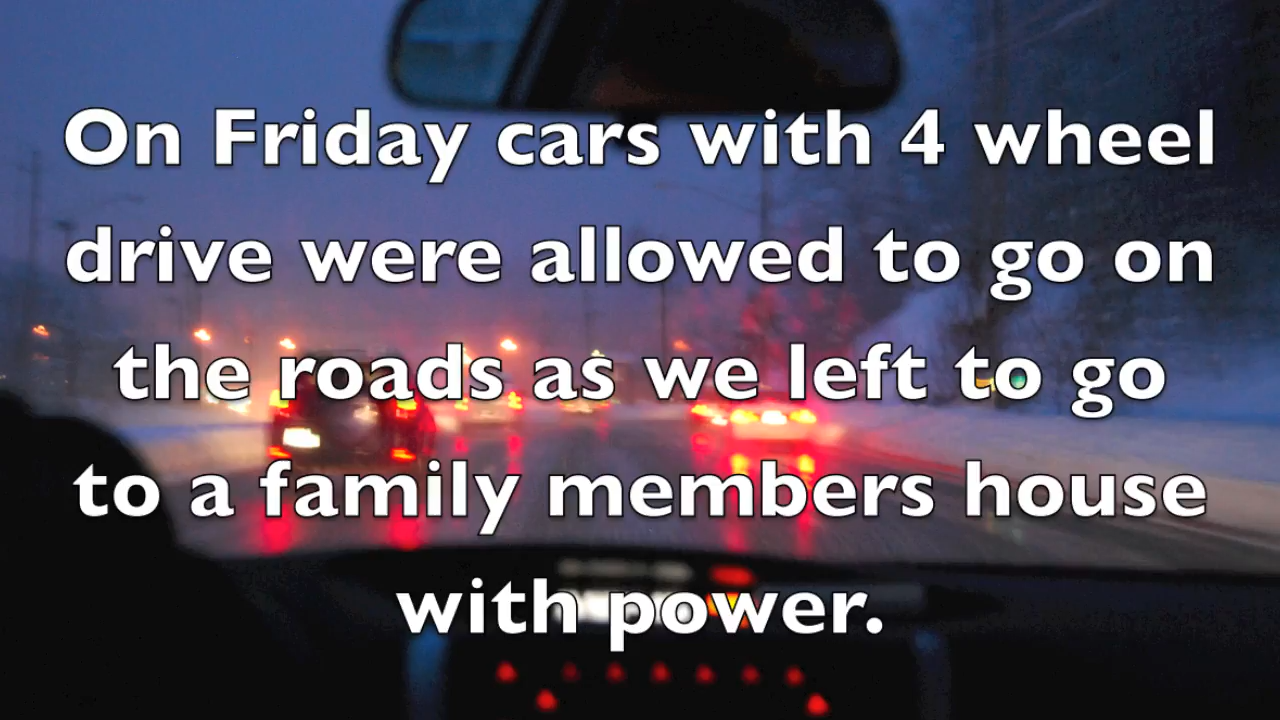 On Friday cars with 4 wheel
drive were allowed to go on
the roads as we left to go
to a family members house
with power.